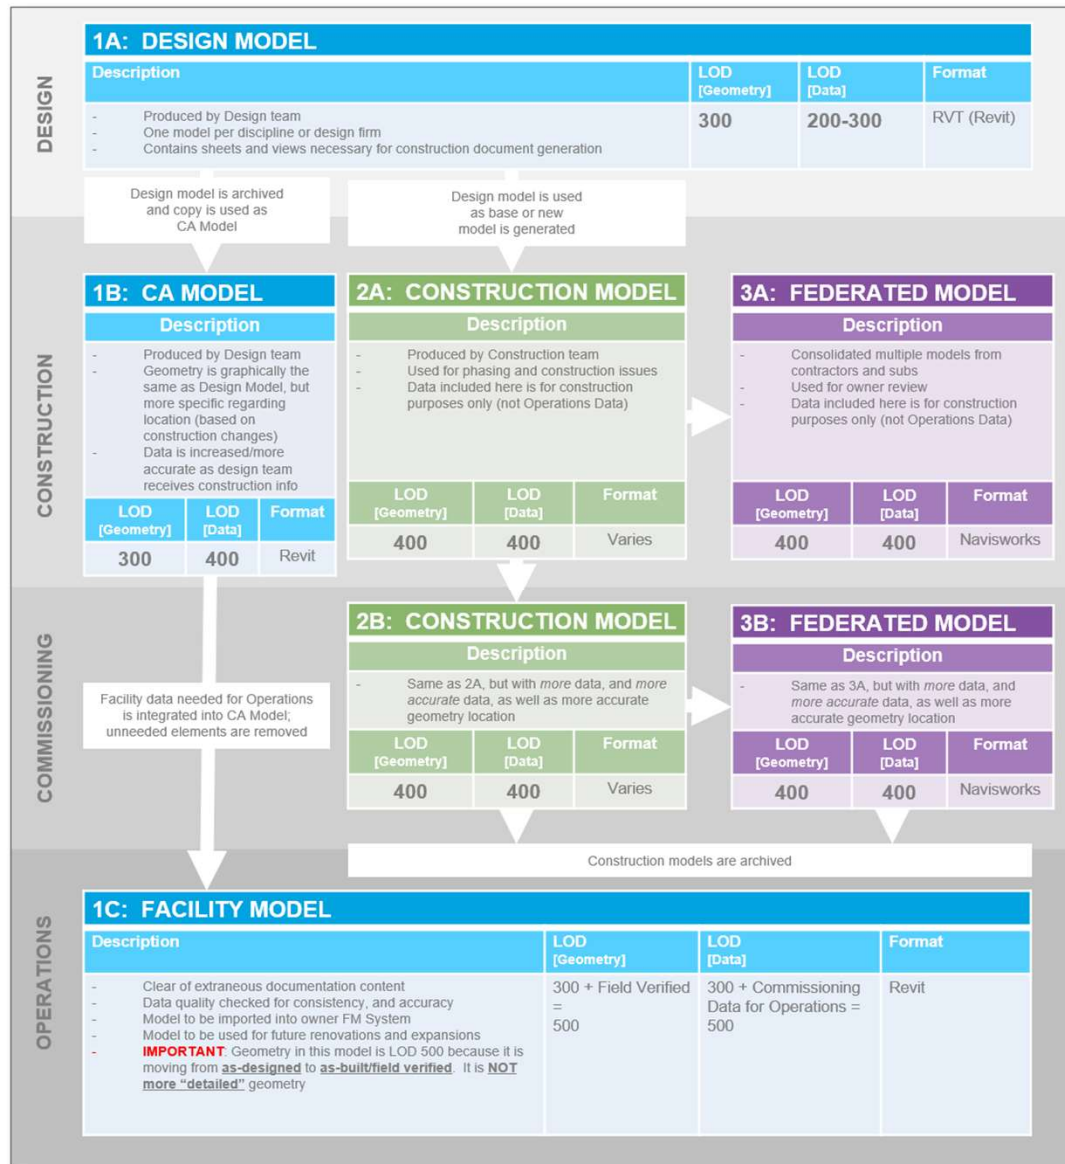 DESIGN
1A: DESIGN MODEL
Description
LOD
[Geometry]
LOD
[Data]
Format
- Produced by Design team
- One model per discipline or design firm
- Contains sheets and views necessary for construction document generation
300
200-300
RVT (Revit)
Design model is archived
and copy is used as
CA Model
Design model is used
as base or new
model is generated
CONSTRUCTION
1B: CA MODEL
Description
- Produced by Design team
- Geometry is graphically the
same as Design Model, but
more specific regarding
location (based on
construction changes)
- Data is increased/more
accurate as design team
receives construction info
LOD
[Geometry]
LOD
[Data]
Format
300
400
Revit
2A: CONSTRUCTION MODEL
Description
- Produced by Construction team
- Used for phasing and construction issues
- Data included here is for construction
purposes only (not Operations Data)
LOD
[Geometry]
LOD
[Data]
Format
400
400
Varies
3A: FEDERATED MODEL
Description
- Consolidated multiple models from
contractors and subs
- Used for owner review
- Data included here is for construction
purposes only (not Operations Data)
LOD
[Geometry]
LOD
[Data]
Format
400
400
Navisworks
COMMISSIONING
Facility data needed for Operations
is integrated into CA Model;
unneeded elements are removed
2B: CONSTRUCTION MODEL
Description
- Same as 2A, but with more data, and more
accurate data, as well as more accurate
geometry location
LOD
[Geometry]
LOD
[Data]
Format
400
400
Varies
3B: FEDERATED MODEL
Description
- Same as 3A, but with more data, and
more accurate data, as well as more
accurate geometry location
LOD
[Geometry]
LOD
[Data]
Format
400
400
Navisworks
Construction models are archived
OPERATIONS
1C: FACILITY MODEL
Description
LOD
[Geometry]
LOD
[Data]
Format
- Clear of extraneous documentation content
- Data quality checked for consistency, and accuracy
- Model to be imported into owner FM System
- Model to be used for future renovations and expansions
- IMPORTANT: Geometry in this model is LOD 500 because it is
moving from as-designed to as-built/field verified. It is NOT
more “detailed” geometry
300 + Field Verified
=
500
300 + Commissioning
Data for Operations =
500
Revit